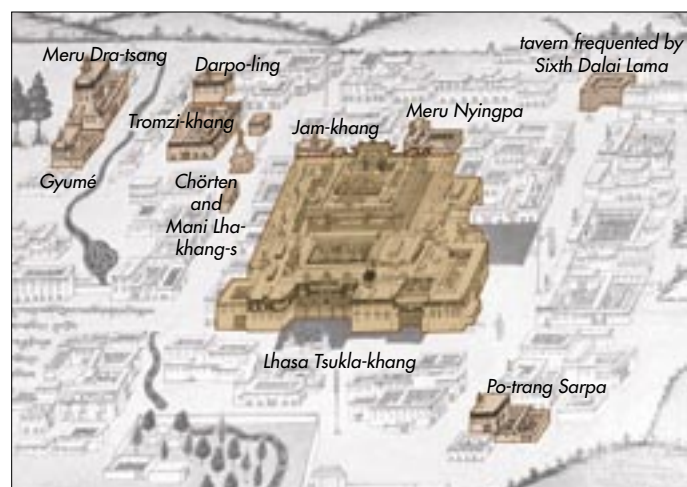 Meru Dra-tsang
Darpo-ling
tavern frequented by
Sixth Dalai Lama
Tromzi-khang
Jam-khang
Meru Nyingpa
Gyumé
Chörten
and
Mani Lha-
khang-s
Lhasa Tsukla-khang
Po-trang Sarpa